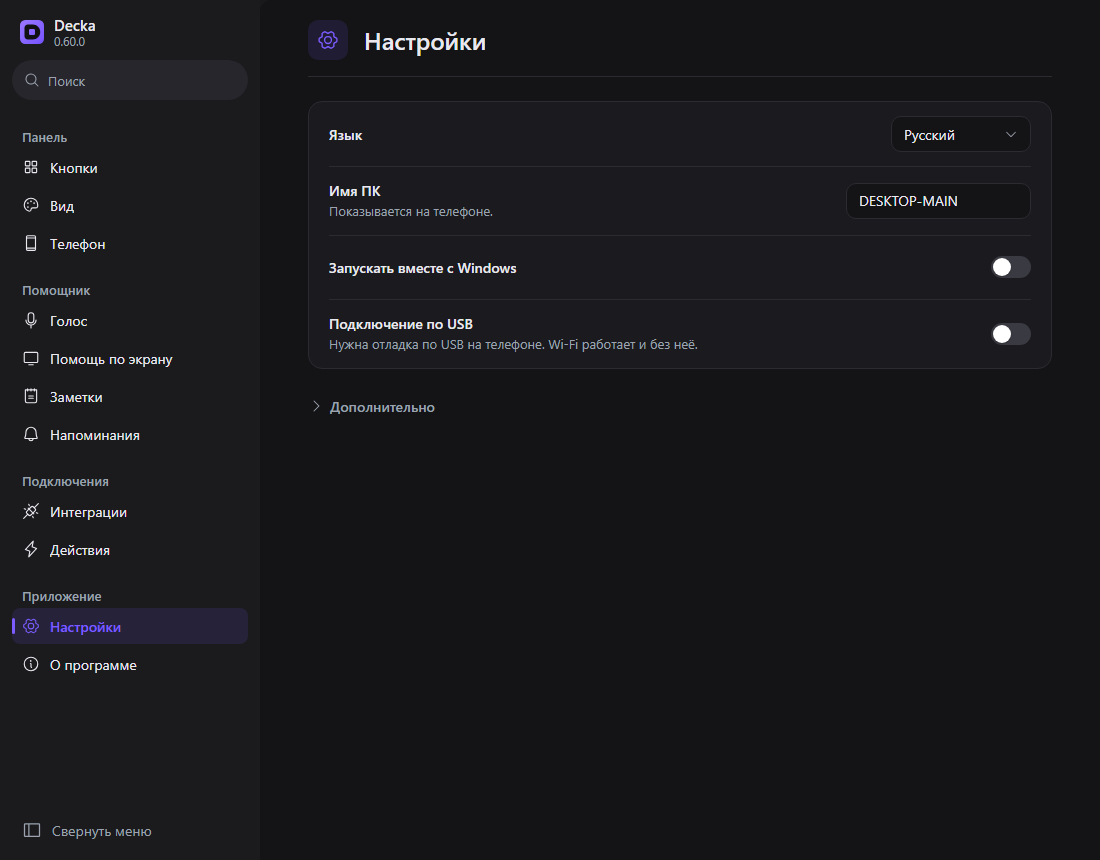 Decka
0.60.0
Поиск
Панель
Кнопки
Вид
Телефон
Помощник
Голос
Помощь по экрану
Заметки
Напоминания
Подключения
Интеграции
Действия
Приложение
Настройки
О программе
Свернуть меню
Настройки
Язык
Русский
Имя ПК
Показывается на телефоне.
DESKTOP-MAIN
Запускать вместе с Windows
Подключение по USB
Нужна отладка по USB на телефоне. Wi-Fi работает и без неё.
Дополнительно